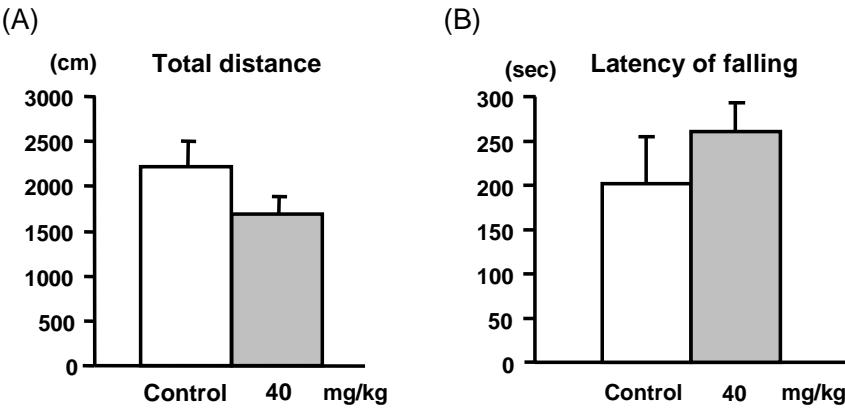 (A)
(cm) Total distance
3000
2500
2000
1500
1000
500
0
Control 40 mg/kg
(B)
(sec) Latency of falling
300
250
200
150
100
50
0
Control 40 mg/kg